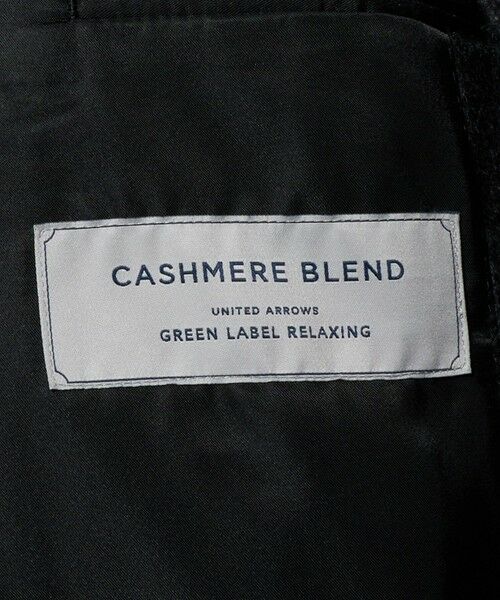 CASHMERE BLEND
UNITED ARROWS
GREEN LABEL RELAXING